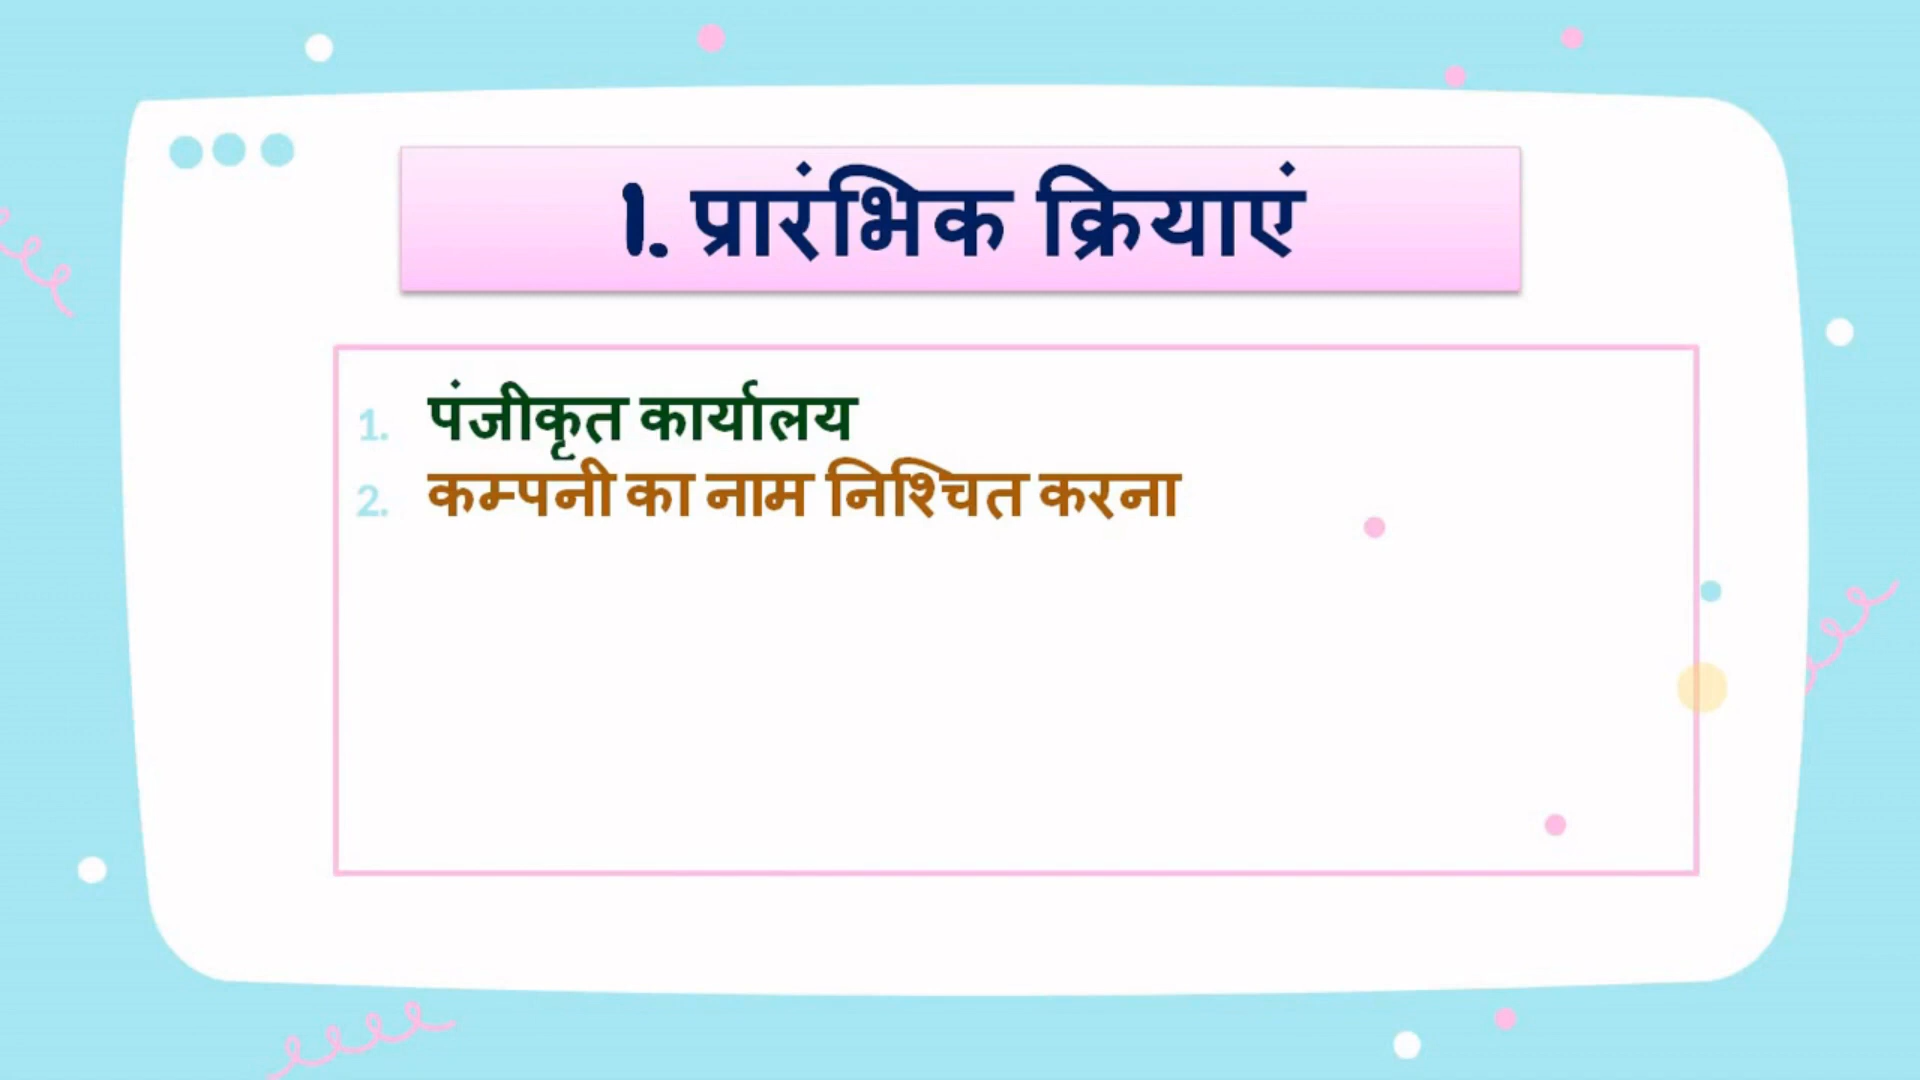 1. प्रारंभिक क्रियाएं
1. पंजीकृत कार्यालय
2. कम्पनी का नाम निश्चित करना